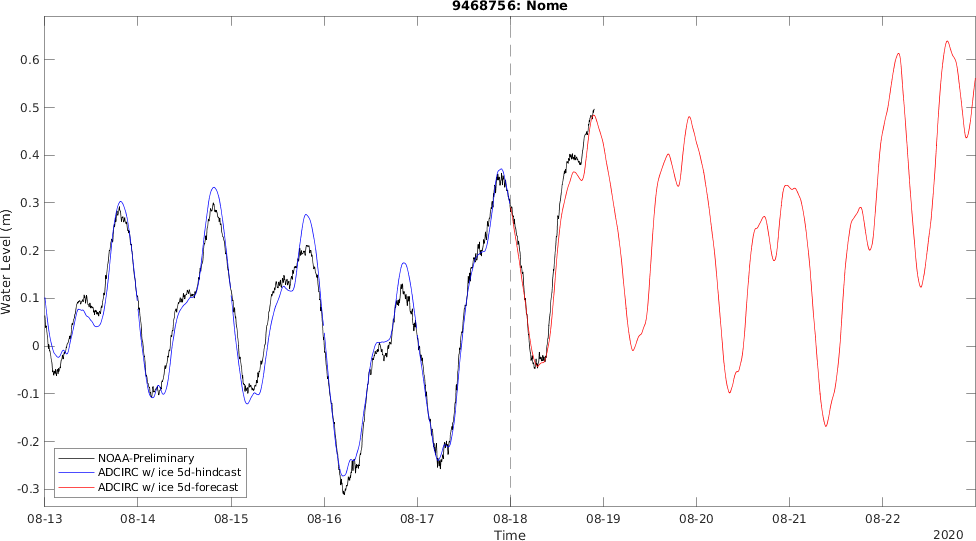 9468756: Nome
Water Level (m)
0.6
0.5
0.4
0.3
0.2
0.1
0
-0.1
-0.2
-0.3
NOAA-Preliminary
ADCIRC w/ ice 5d-hindcast
ADCIRC w/ ice 5d-forecast
08-13 08-14 08-15 08-16 08-17 08-18 08-19 08-20 08-21 08-22
Time
2020